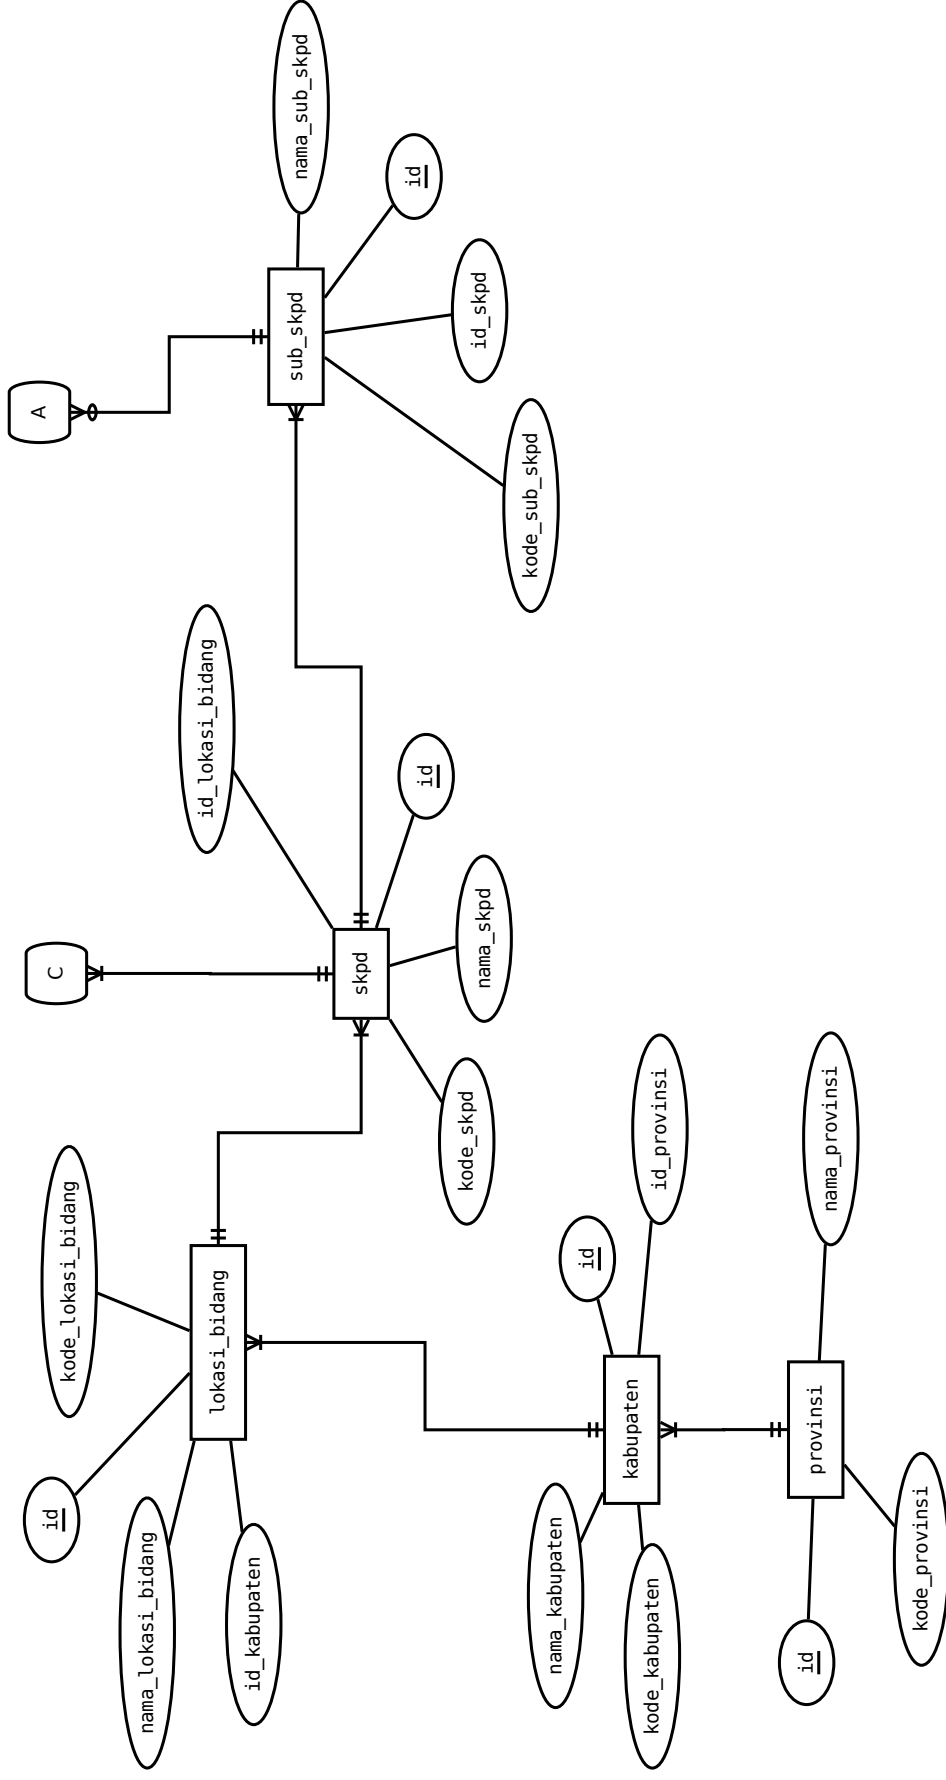 nama_sub_skpd
id
id_skpd
sub_skpd
A
kode_sub_skpd
id_lokasi_bidang
id
nama_skpd
C
skpd
kode_skpd
id_provinsi
nama_provinsi
kode_lokasi_bidang
id
lokasi_bidang
id
nama_lokasi_bidang
id_kabupaten
kabupaten
provinsi
nama_kabupaten
kode_kabupaten
kode_provinsi
id